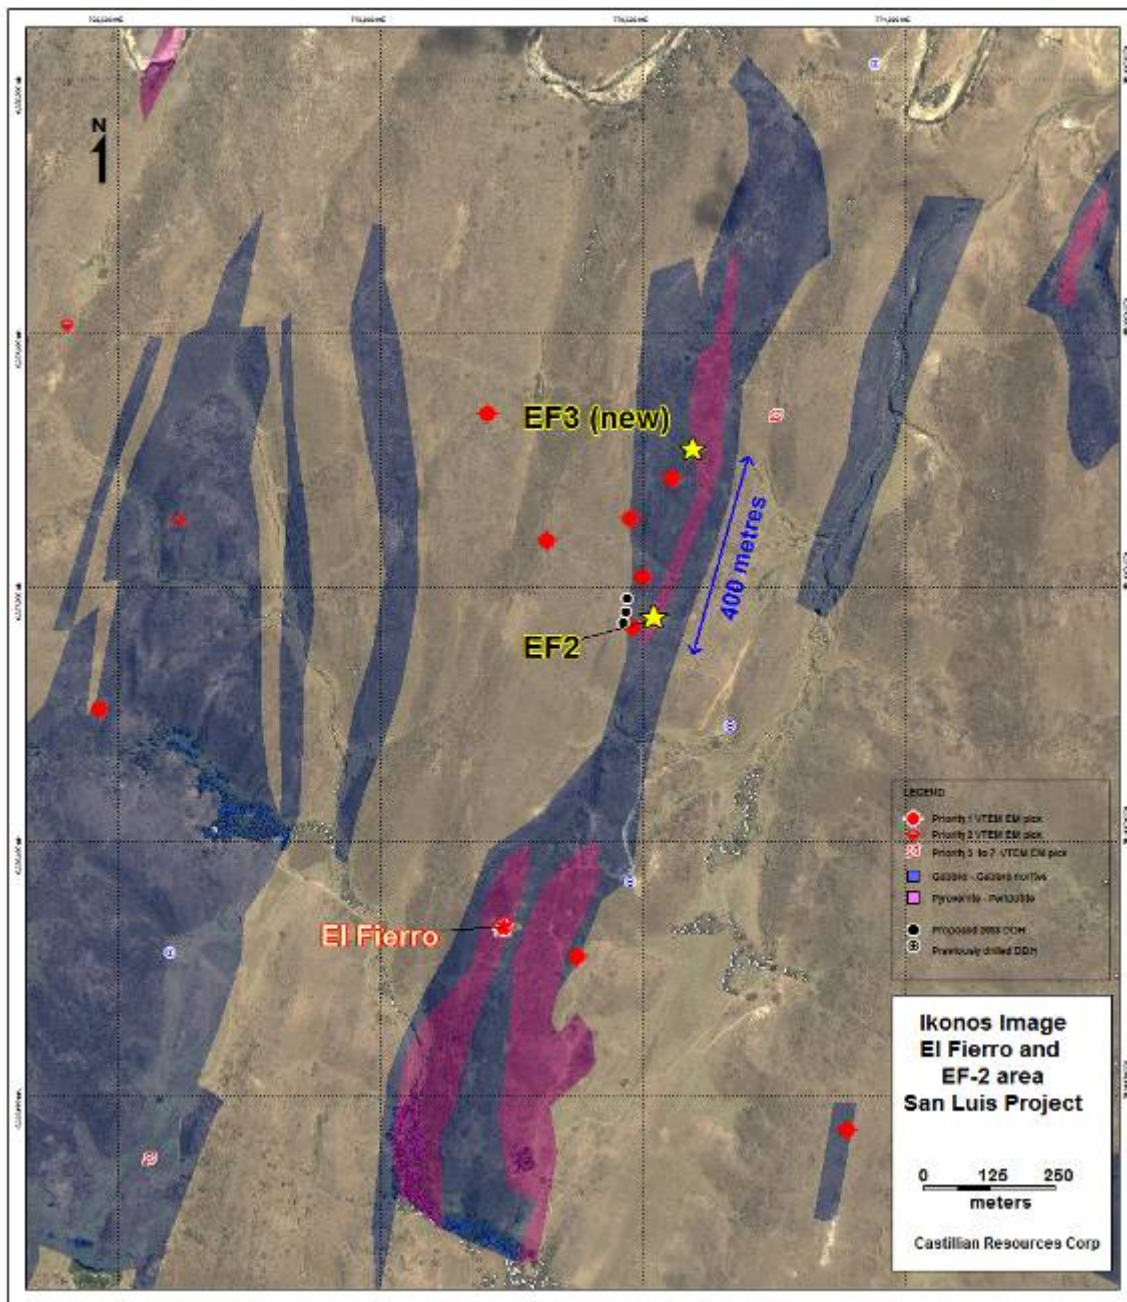 N
EF3 (new)
400 metres
EF2
El Fierro
LEGEND
Priority 1 VTEM EM pick
Priority 2 VTEM EM pick
Priority 3 to 7 VTEM EM pick
Gabbro - Gabbro norites
Pyroxenite - Peridotite
Proposed 2008 DDH
Previously drilled DDH
Ikonos Image
El Fierro and
EF-2 area
San Luis Project
0 125 250
meters
Castillian Resources Corp